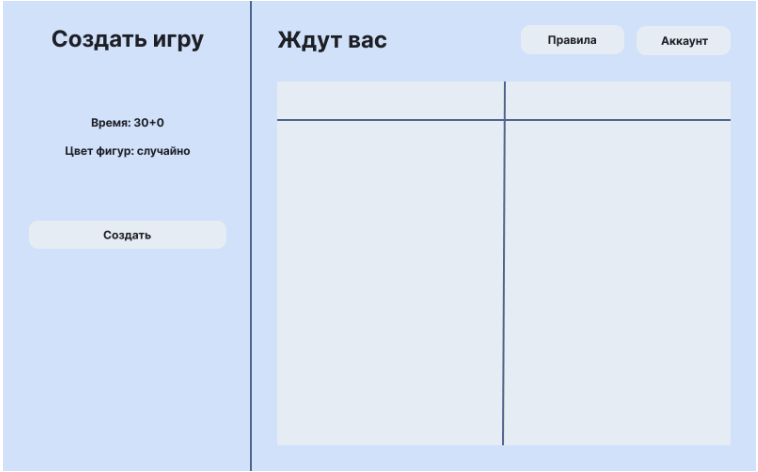 Создать игру
Время: 30+0
Цвет фигур: случайно
Создать
Ждут вас
Правила
Аккаунт